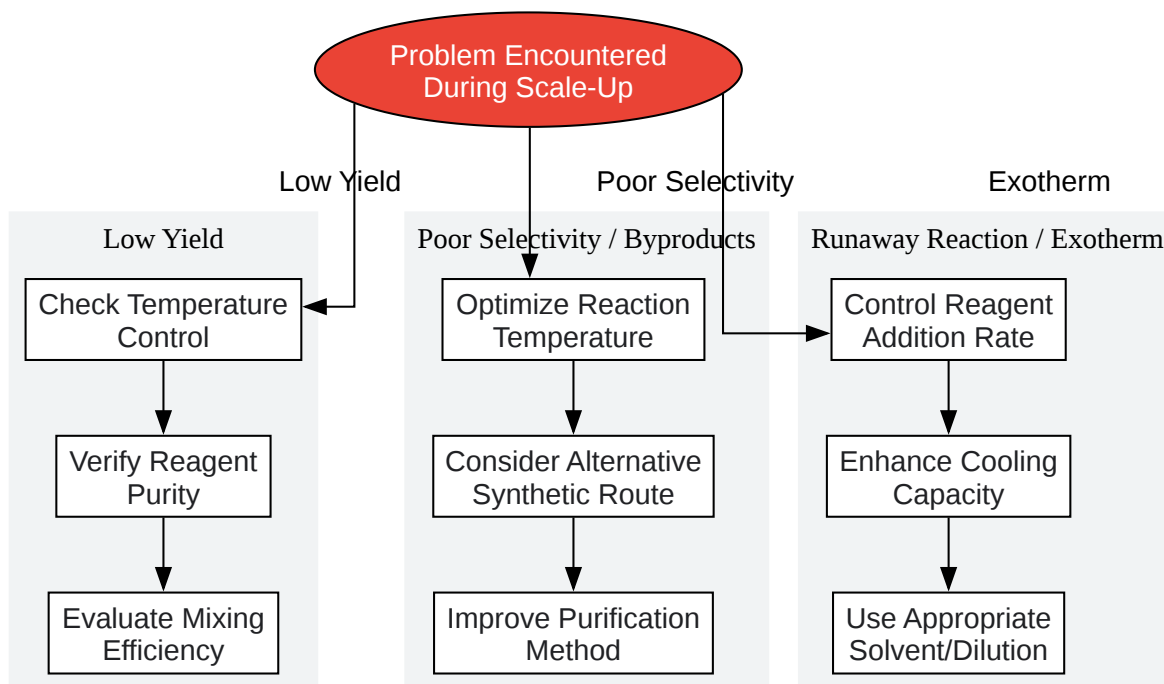 Problem Encountered
During Scale-Up
Low Yield
Poor Selectivity
Exotherm
Low Yield
Poor Selectivity / Byproducts
Runaway Reaction / Exotherm
Check Temperature
Control
Optimize Reaction
Temperature
Control Reagent
Addition Rate
Verify Reagent
Purity
Consider Alternative
Synthetic Route
Enhance Cooling
Capacity
Evaluate Mixing
Efficiency
Improve Purification
Method
Use Appropriate
Solvent/Dilution